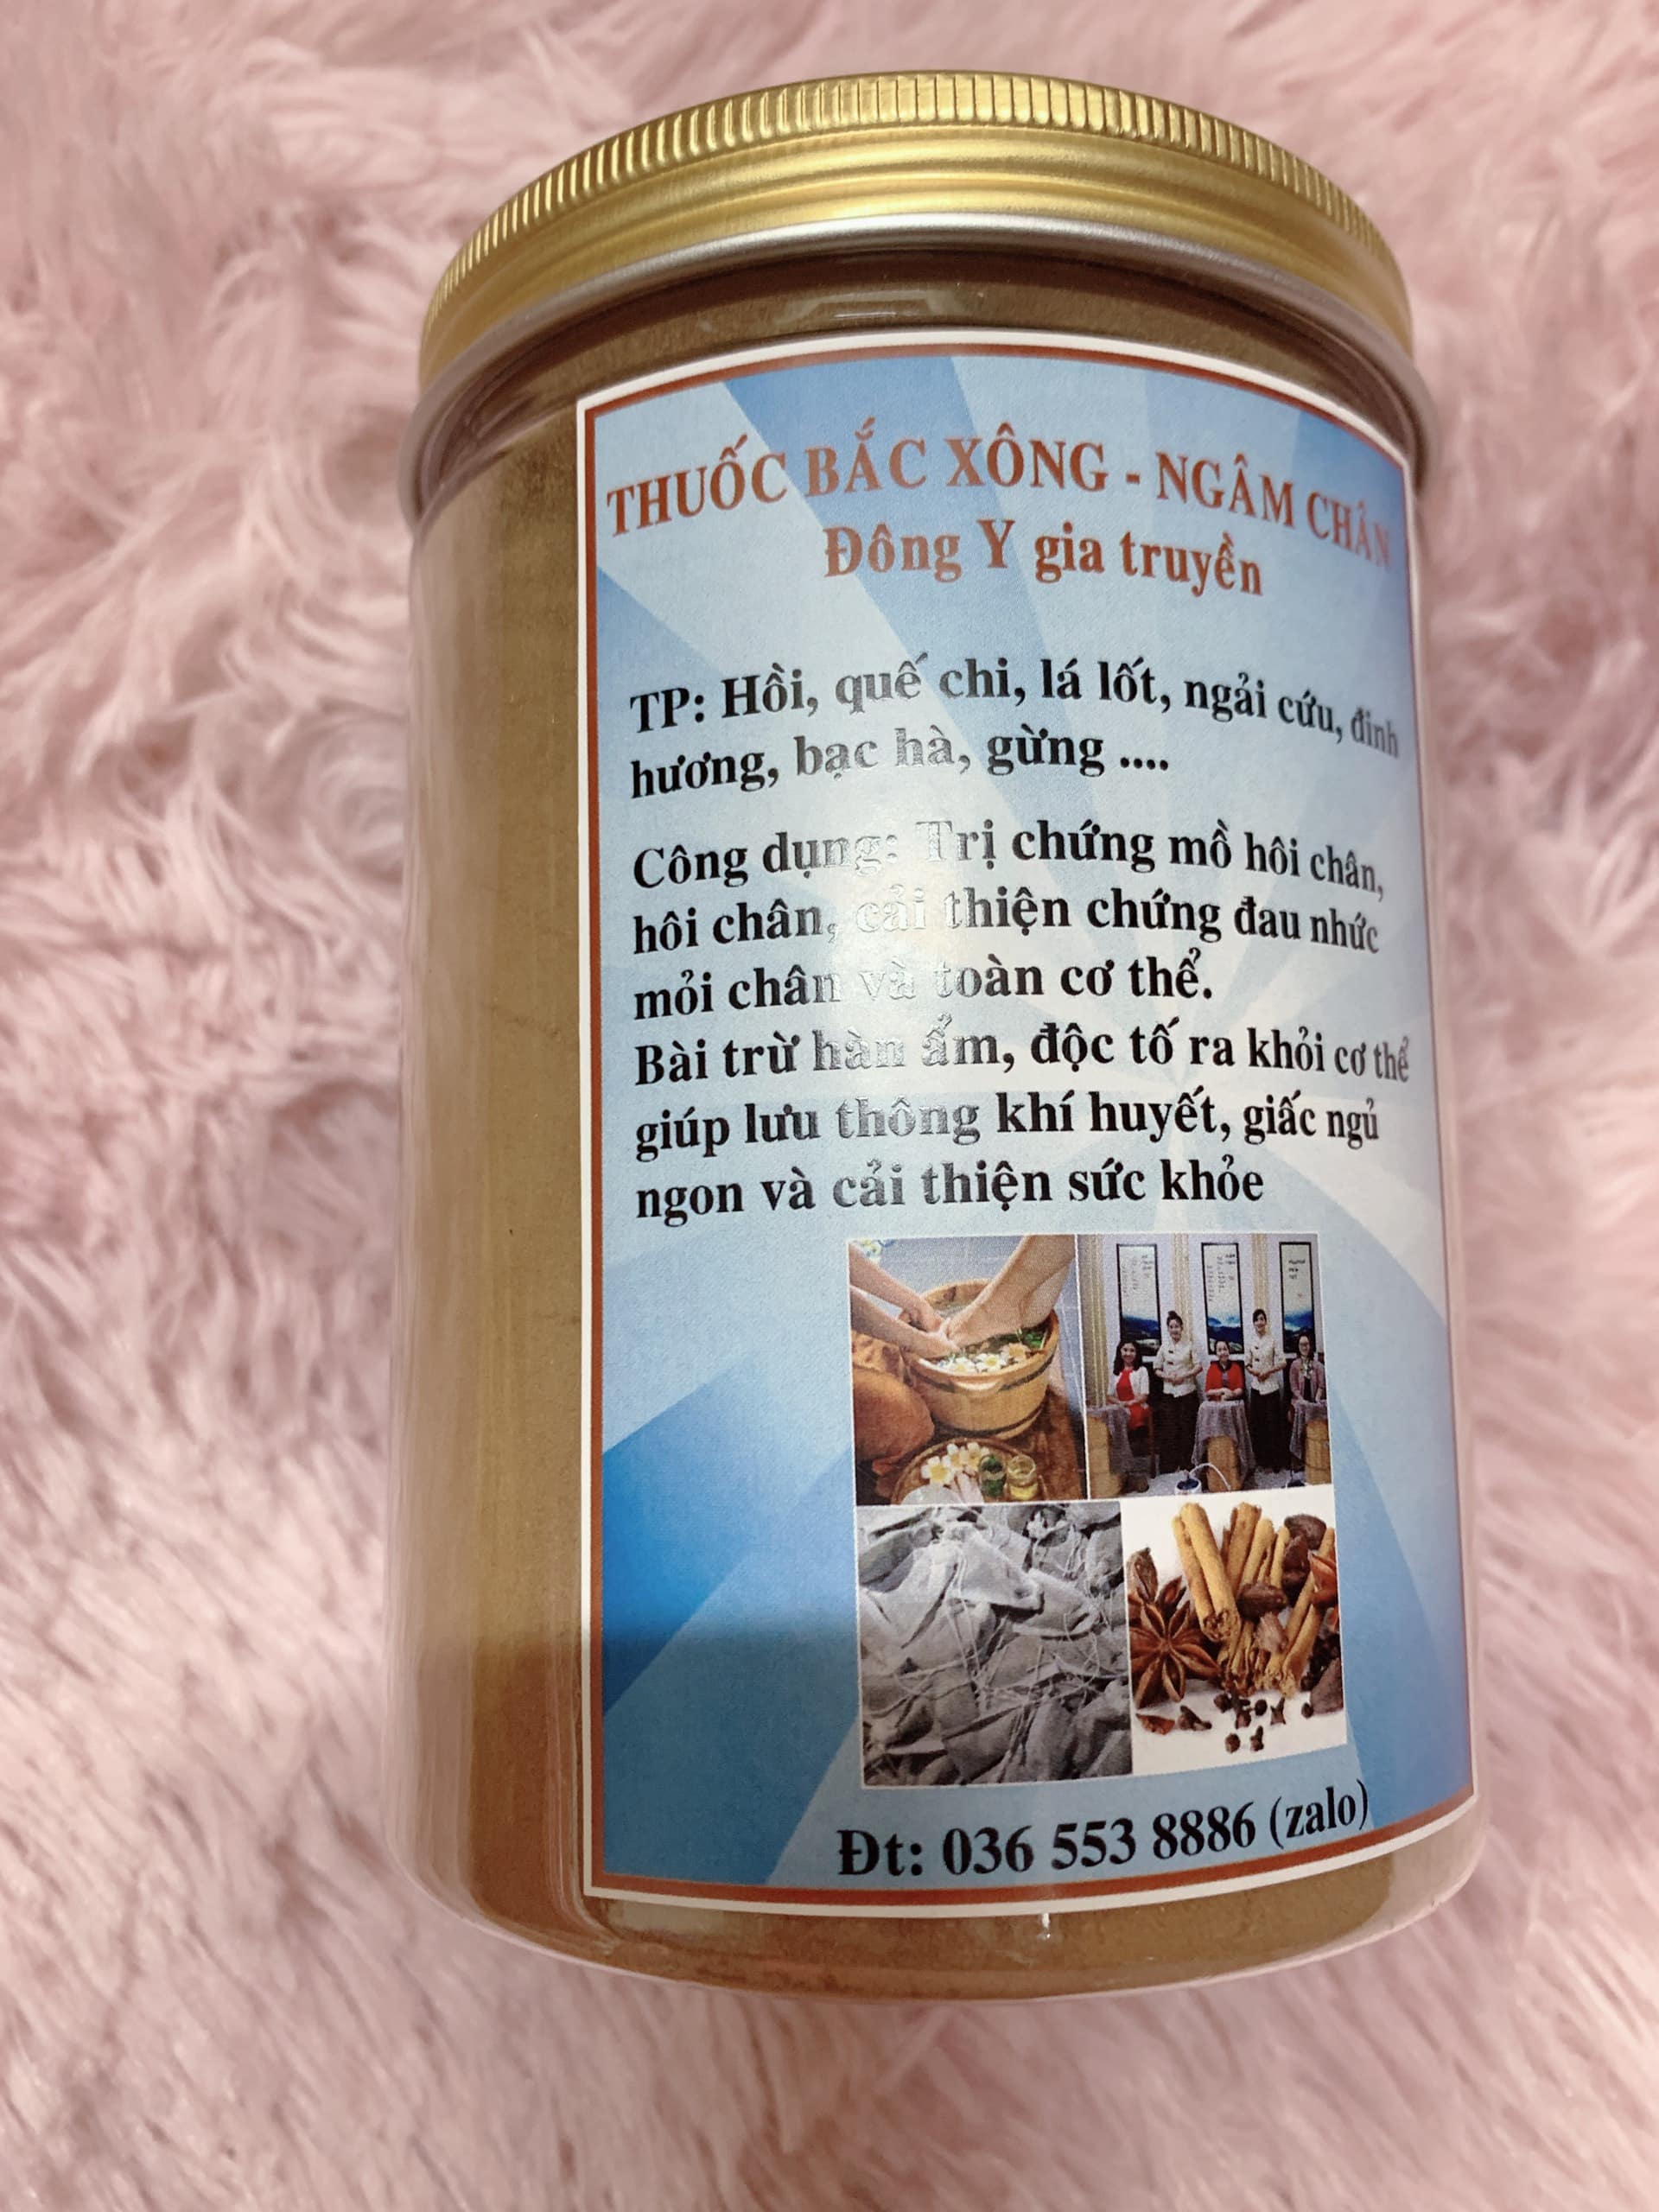 THUỐC BẮC XÔNG - NGÂM CHÂN
Đông Y gia truyền
TP: Hồi, quế chi, lá lốt, ngải cứu, đinh
hương, bạc hà, gừng ....
Công dụng: Trị chứng mồ hôi chân,
hôi chân, cải thiện chứng đau nhức
mỏi chân và toàn cơ thể.
Bài trừ hàn ẩm, độc tố ra khỏi cơ thể
giúp lưu thông khí huyết, giấc ngủ
ngon và cải thiện sức khỏe
Đt: 036 553 8886 (zalo)